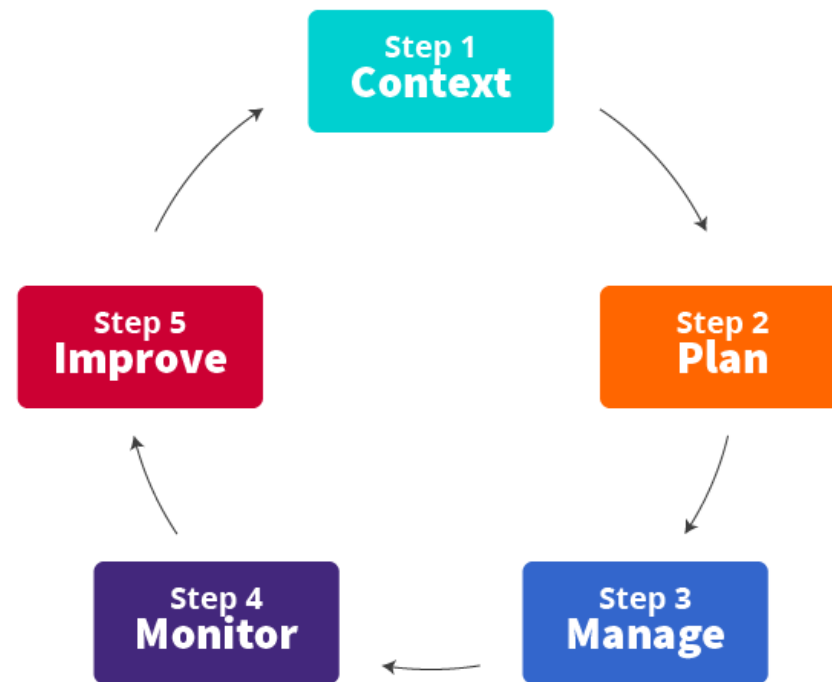 Step 1
Context
Step 2
Plan
Step 3
Manage
Step 4
Monitor
Step 5
Improve